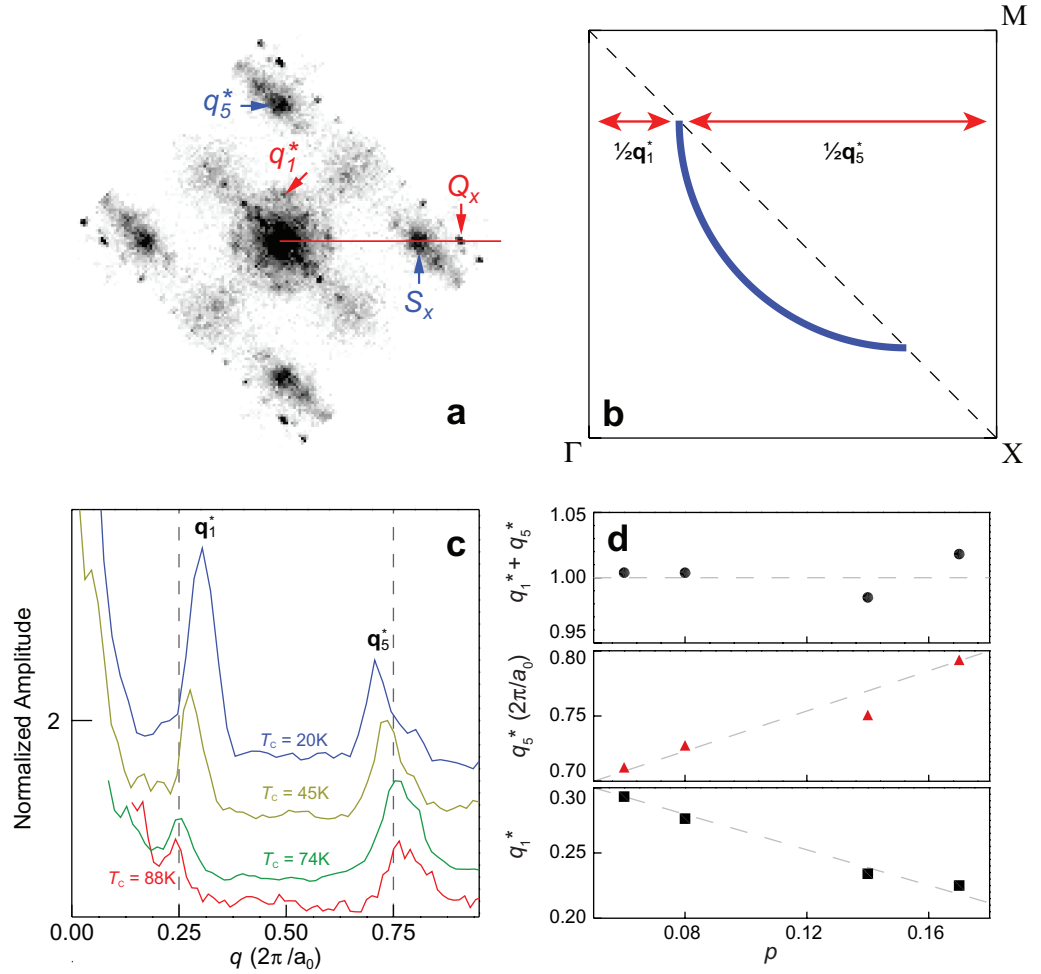 q5*
q1*
Qx
Sx
a
M
½q1*
½q5*
b
Γ
X
c
q1*
q5*
Normalized Amplitude
2
Tc = 20K
Tc = 45K
Tc = 74K
Tc = 88K
0.00
0.25
0.50
0.75
q (2π/a0)
d
q1* + q5*
1.05
1.00
0.95
q5* (2π/a0)
0.80
0.75
0.70
q1*
0.30
0.25
0.20
0.08
0.12
0.16
p